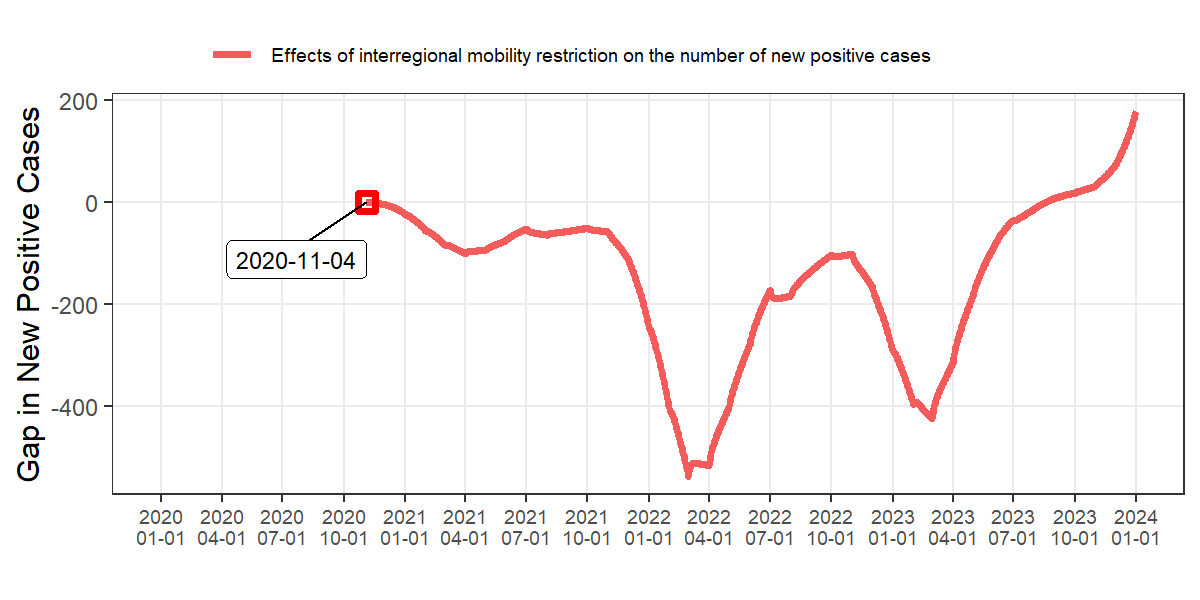 Effects of interregional mobility restriction on the number of new positive cases
Gap in New Positive Cases
200
0
-200
-400
2020-11-04
2020 2020 2020 2020 2021 2021 2021 2021 2022 2022 2022 2022 2023 2023 2023 2023 2024
01-01 04-01 07-01 10-01 01-01 04-01 07-01 10-01 01-01 04-01 07-01 10-01 01-01 04-01 07-01 10-01 01-01